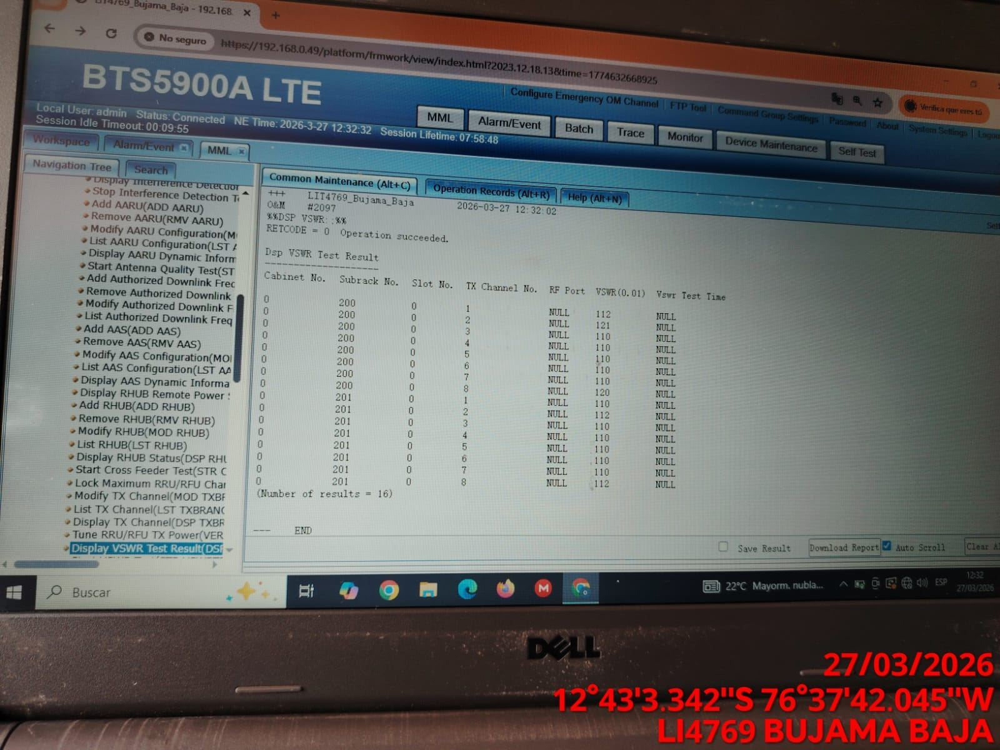 LI4769_Bujama_Baja - 192.168.
No seguro https://192.168.0.49/platform/frmwork/view/index.html?2023.12.18.13&time=1774632668925
Verifica que eres tú
BTS5900A LTE
Configure Emergency OM Channel FTP Tool Command Group Settings Password About System Settings Logou
Local User: admin Status: Connected NE Time: 2026-3-27 12:32:32 Session Lifetime: 07:58:48
Session Idle Timeout: 00:09:55
MML Alarm/Event Batch Trace Monitor Device Maintenance Self Test
Workspace Alarm/Event MML
Navigation Tree Search
Display Interference Detection
Stop Interference Detection Te
Add AARU(ADD AARU)
Remove AARU(RMV AARU)
Modify AARU Configuration(M
List AARU Configuration(LST A
Display AARU Dynamic Inform
Start Antenna Quality Test(ST
Add Authorized Downlink Frec
Remove Authorized Downlink
Modify Authorized Downlink F
List Authorized Downlink Freq
Add AAS(ADD AAS)
Remove AAS(RMV AAS)
Modify AAS Configuration(MOI
List AAS Configuration(LST AA
Display AAS Dynamic Informa
Display RHUB Remote Power :
Add RHUB(ADD RHUB)
Remove RHUB(RMV RHUB)
Modify RHUB(MOD RHUB)
List RHUB(LST RHUB)
Display RHUB Status(DSP RHU
Start Cross Feeder Test(STR C
Lock Maximum RRU/RFU Char
Modify TX Channel(MOD TXBF
List TX Channel(LST TXBRANC
Display TX Channel(DSP TXBR
Tune RRU/RFU TX Power(VER
Display VSWR Test Result(DSF
Common Maintenance (Alt+C) Operation Records (Alt+R) Help (Alt+N)
+++ LIT4769_Bujama_Baja 2026-03-27 12:32:02
O&M #2097
%%DSP VSWR:;%%
RETCODE = 0 Operation succeeded.
Dsp VSWR Test Result
--------------------
Cabinet No. Subrack No. Slot No. TX Channel No. RF Port VSWR(0.01) Vswr Test Time
0 200 0 1 NULL 112 NULL
0 200 0 2 NULL 121 NULL
0 200 0 3 NULL 110 NULL
0 200 0 4 NULL 110 NULL
0 200 0 5 NULL 110 NULL
0 200 0 6 NULL 110 NULL
0 200 0 7 NULL 110 NULL
0 200 0 8 NULL 120 NULL
0 201 0 1 NULL 110 NULL
0 201 0 2 NULL 112 NULL
0 201 0 3 NULL 110 NULL
0 201 0 4 NULL 110 NULL
0 201 0 5 NULL 110 NULL
0 201 0 6 NULL 110 NULL
0 201 0 7 NULL 110 NULL
0 201 0 8 NULL 112 NULL
(Number of results = 16)
--- END
Save Result Download Report Auto Scroll Clear A
Buscar
22°C Mayorm. nubla...
ESP
12:32
27/03/2026
DELL
27/03/2026
12°43'3.342"S 76°37'42.045"W
LI4769 BUJAMA BAJA